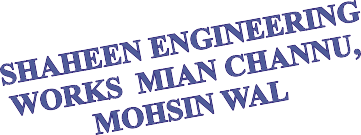 SHAHEEN ENGINEERING
WORKS MIAN CHANNU,
MOHSIN WAL